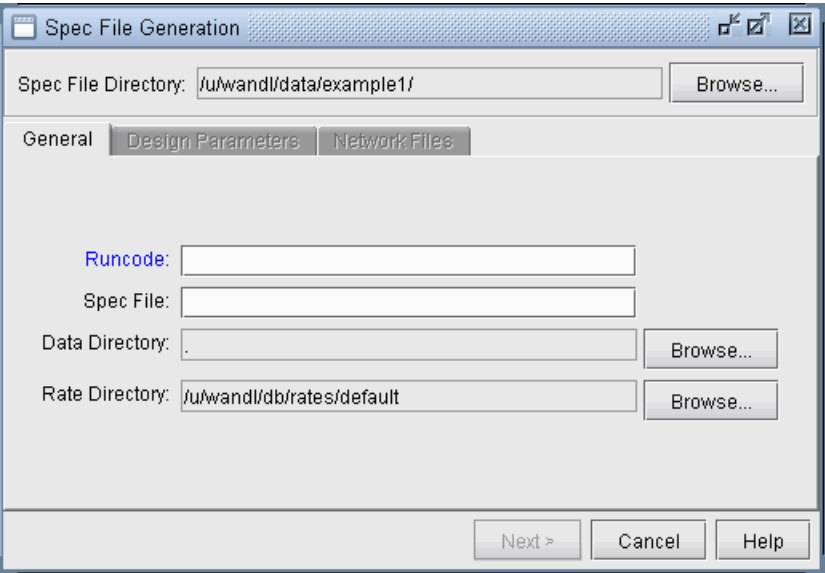 Spec File Generation
Spec File Directory: /u/wandl/data/example1/ Browse...
General Design Parameters Network Files
Runcode:
Spec File:
Data Directory: . Browse...
Rate Directory: /u/wandl/db/rates/default Browse...
Next > Cancel Help